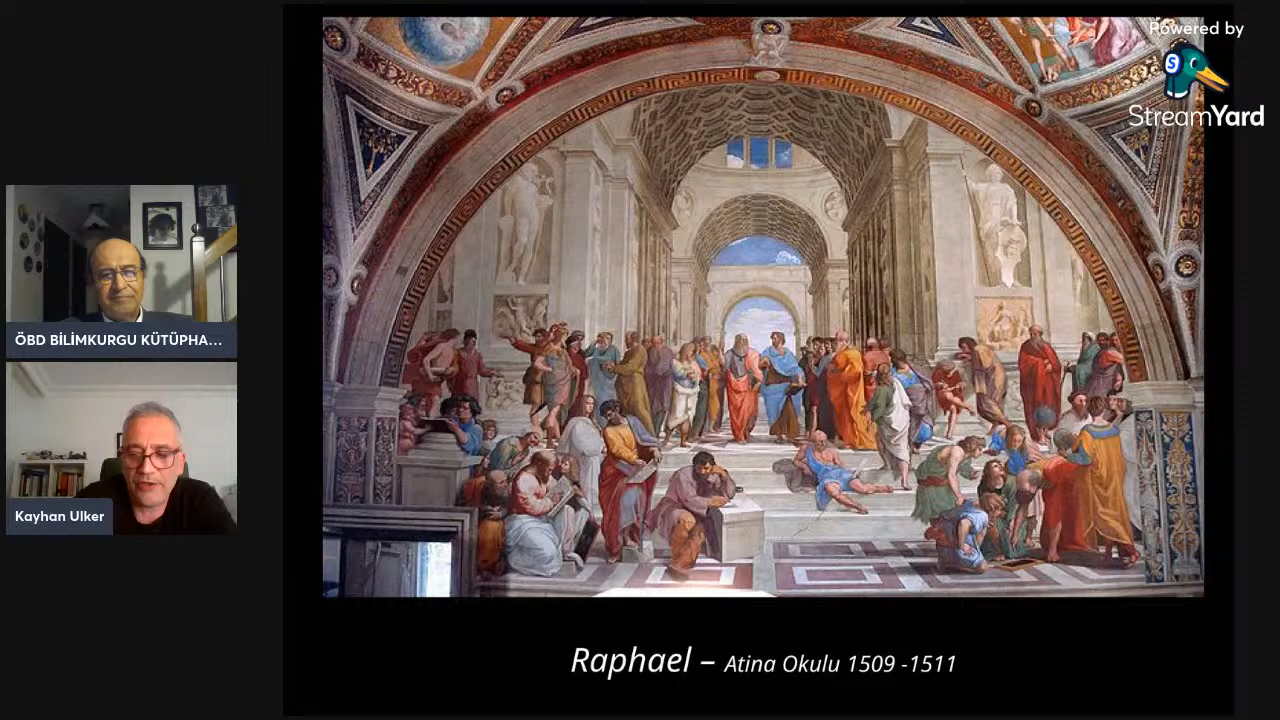 Powered by
S
StreamYard
ÖBD BİLİMKURGU KÜTÜPHA...
Kayhan Ulker
Raphael – Atina Okulu 1509 -1511